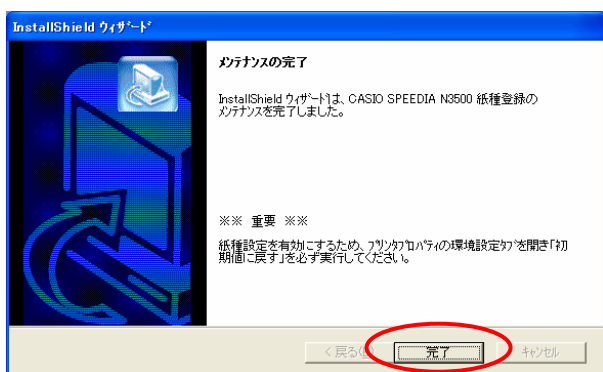 InstallShield ウィザード
メンテナンスの完了
InstallShield ウィザードは、CASIO SPEEDIA N3500 紙種登録の
メンテナンスを完了しました。
※※ 重要 ※※
紙種設定を有効にするため、プリンタプロパティの環境設定タブを開き「初
期値に戻す」を必ず実行してください。
< 戻る(B) 完了 キャンセル